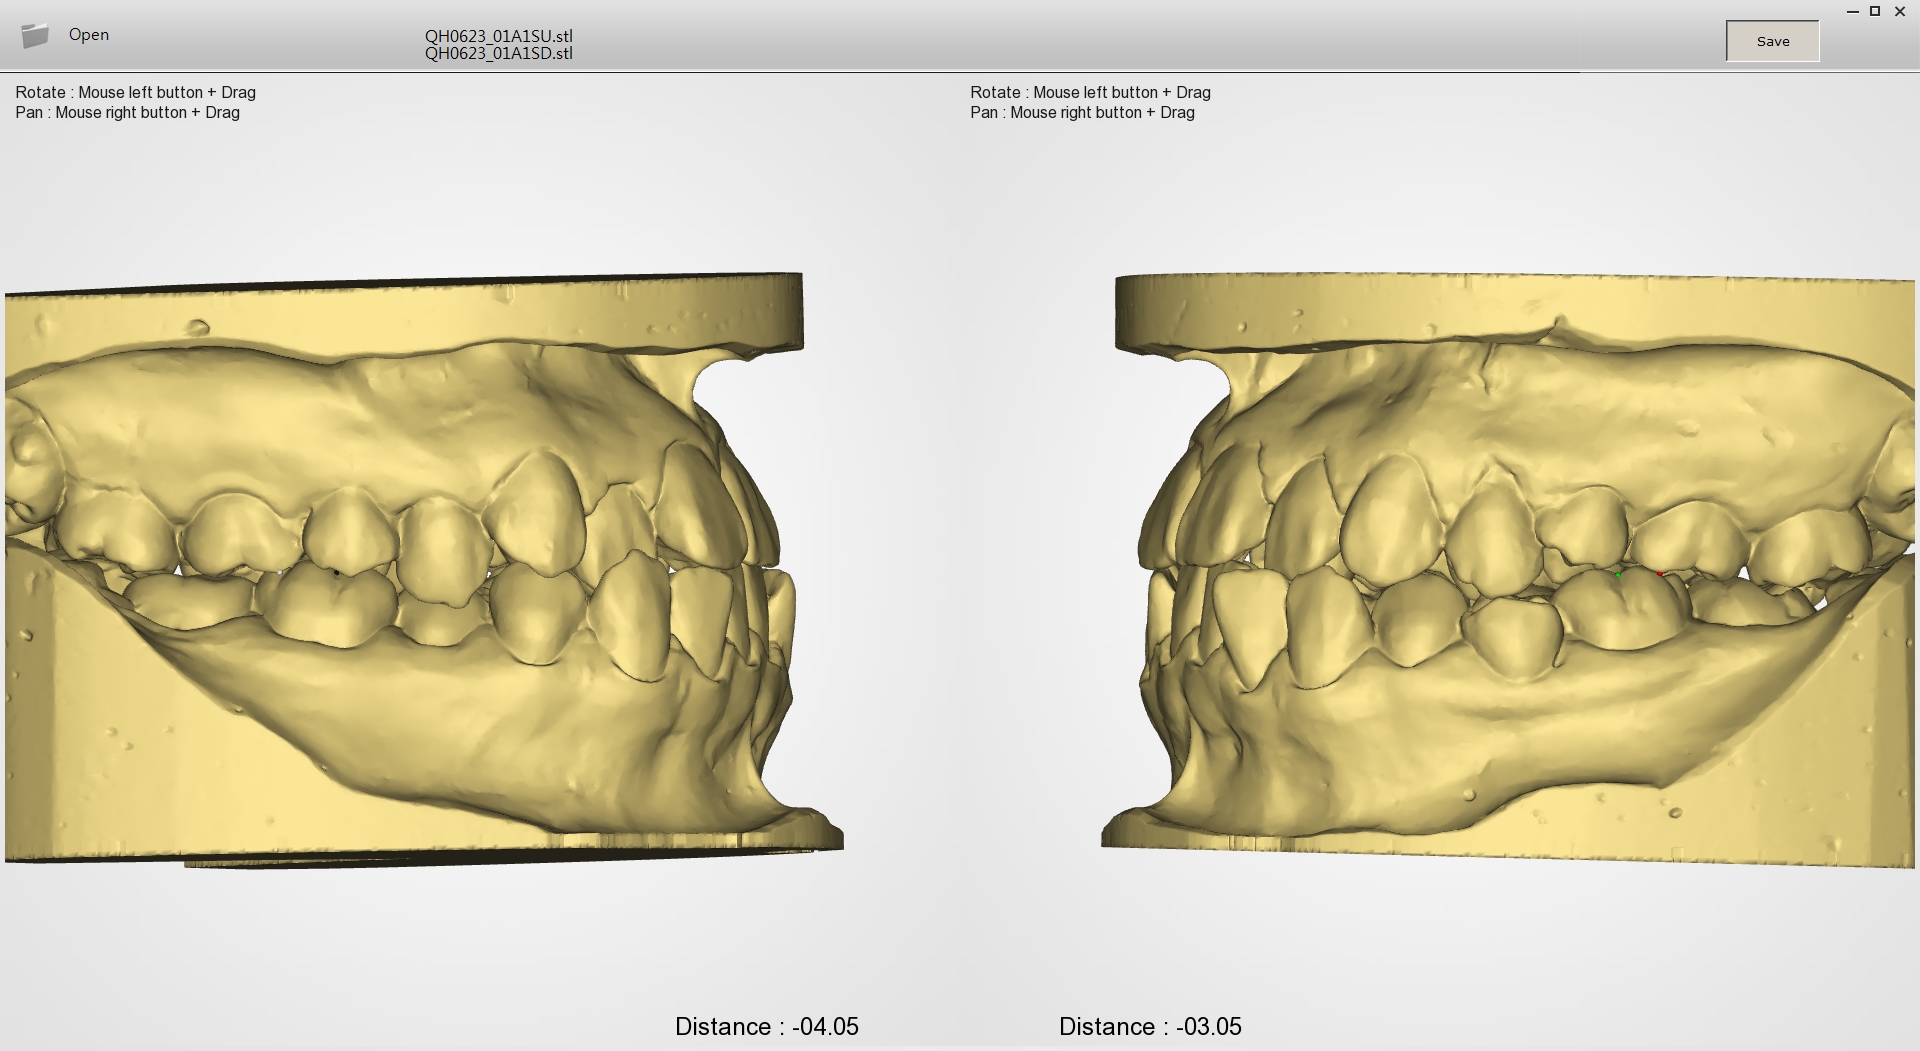 Open
QH0623_01A1SU.stl
QH0623_01A1SD.stl
Save
Rotate : Mouse left button + Drag
Pan : Mouse right button + Drag
Rotate : Mouse left button + Drag
Pan : Mouse right button + Drag
Distance : -04.05
Distance : -03.05